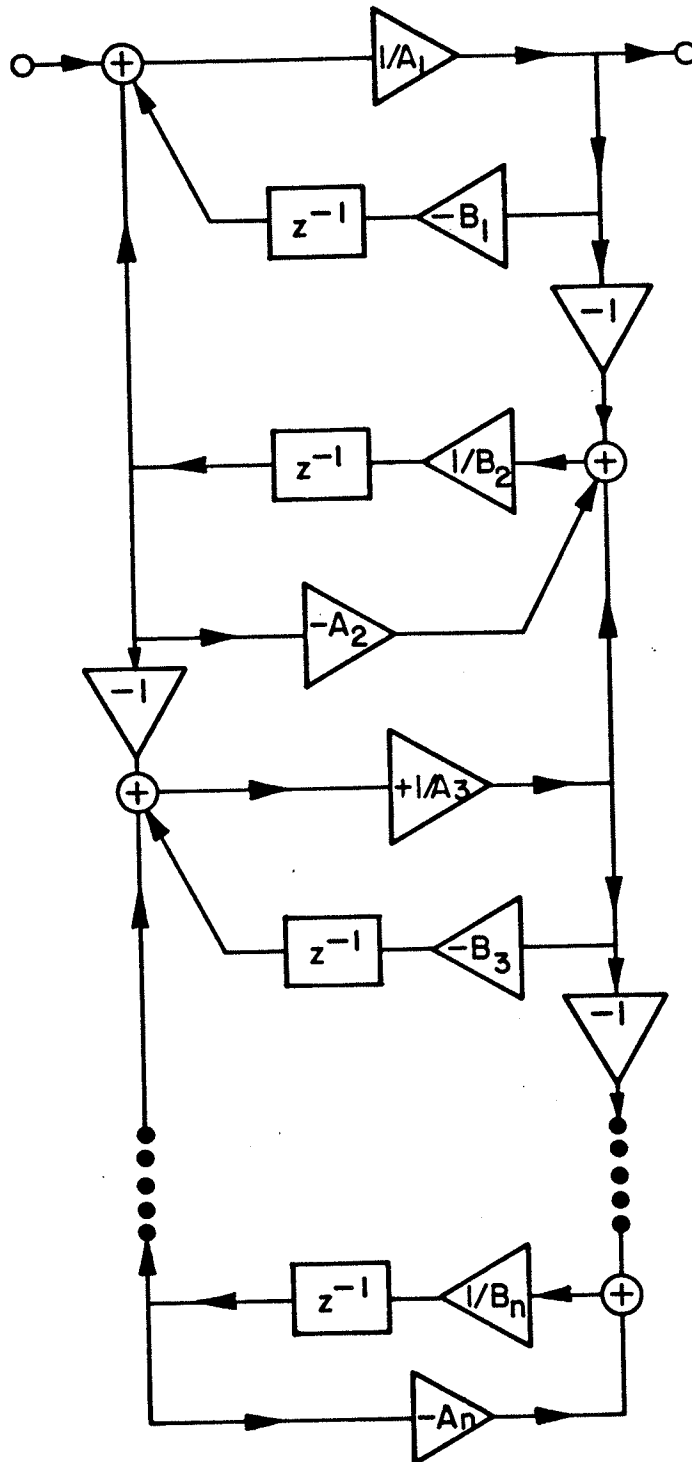 +
1/A₁
z⁻¹
-B₁
-1
z⁻¹
1/B₂
+
-A₂
-1
+
+1/A₃
z⁻¹
-B₃
-1
z⁻¹
1/Bₙ
+
-Aₙ